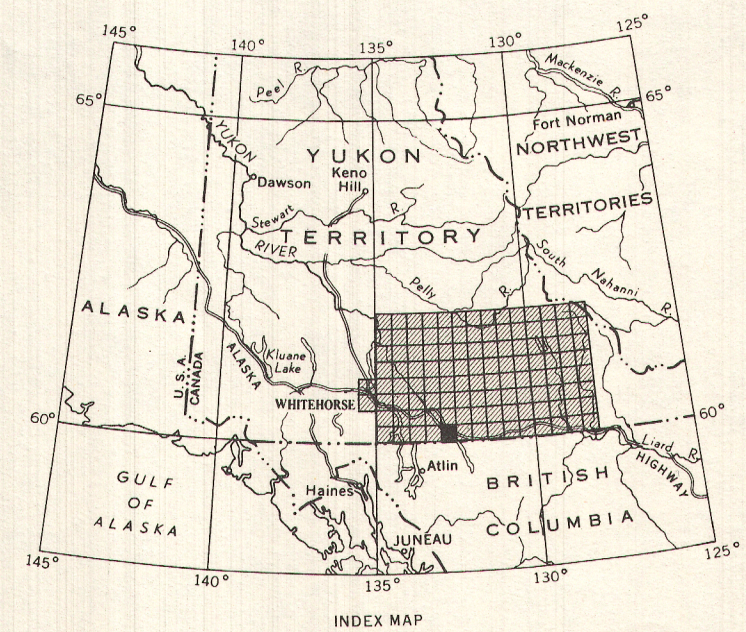 145°
140°
135°
130°
125°
Peel R.
Mackenzie R.
65°
65°
Fort Norman
NORTHWEST
YUKON
YUKON
Keno
Hill
Dawson
TERRITORIES
Stewart R.
TERRITORY
RIVER
South Nahanni R.
Pelly R.
ALASKA
U.S.A.
CANADA
ALASKA
Kluane
Lake
WHITEHORSE
60°
60°
Liard R.
HIGHWAY
Atlin
BRITISH
GULF
OF
ALASKA
Haines
COLUMBIA
JUNEAU
145°
140°
135°
130°
125°
INDEX MAP